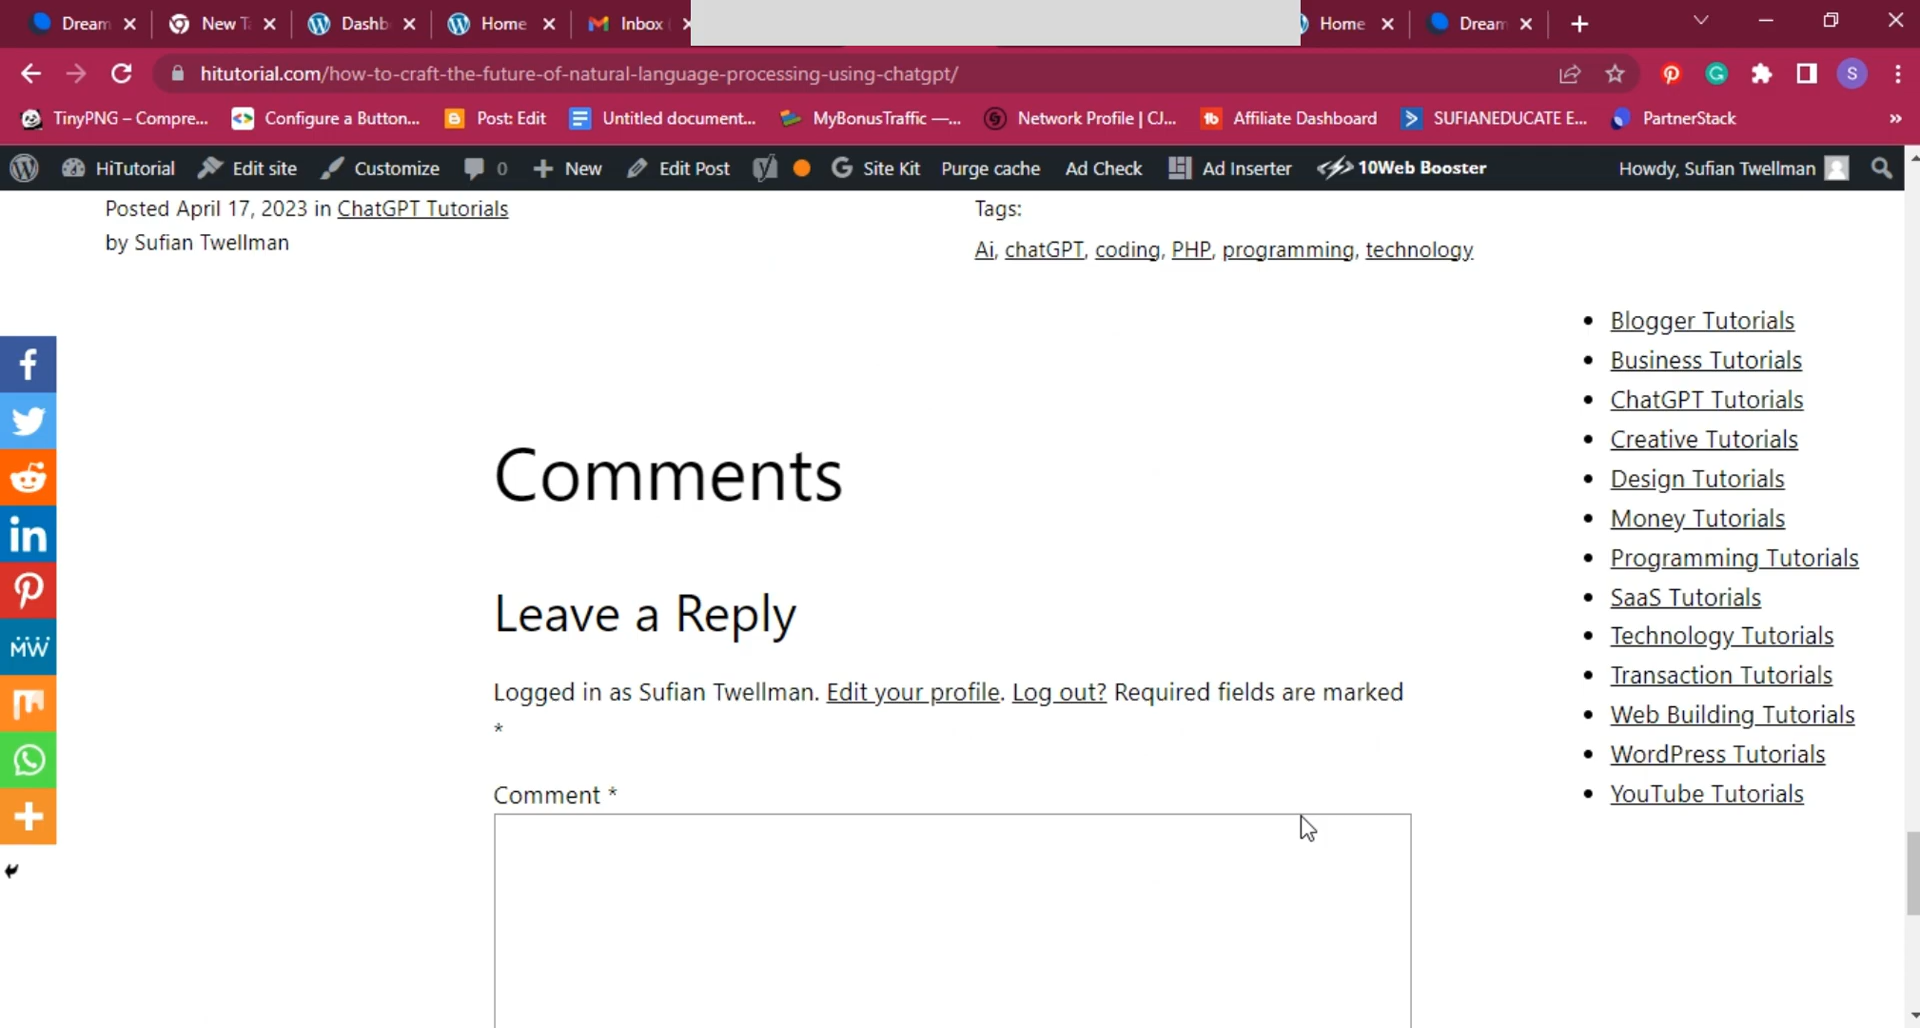 Dream
New T
Dashb
Home
Inbox
Home
Dream
hitutorial.com/how-to-craft-the-future-of-natural-language-processing-using-chatgpt/
S
TinyPNG – Compre...
Configure a Button...
Post: Edit
Untitled document...
MyBonusTraffic —...
Network Profile | CJ...
Affiliate Dashboard
SUFIANEDUCATE E...
PartnerStack
»
HiTutorial
Edit site
Customize
0
New
Edit Post
Site Kit
Purge cache
Ad Check
Ad Inserter
10Web Booster
Howdy, Sufian Twellman
Posted April 17, 2023 in ChatGPT Tutorials
by Sufian Twellman
Tags:
Ai, chatGPT, coding, PHP, programming, technology
Blogger Tutorials
Business Tutorials
ChatGPT Tutorials
Creative Tutorials
Design Tutorials
Money Tutorials
Programming Tutorials
SaaS Tutorials
Technology Tutorials
Transaction Tutorials
Web Building Tutorials
WordPress Tutorials
YouTube Tutorials
in
MW
Comments
Leave a Reply
Logged in as Sufian Twellman. Edit your profile. Log out? Required fields are marked
*
Comment *